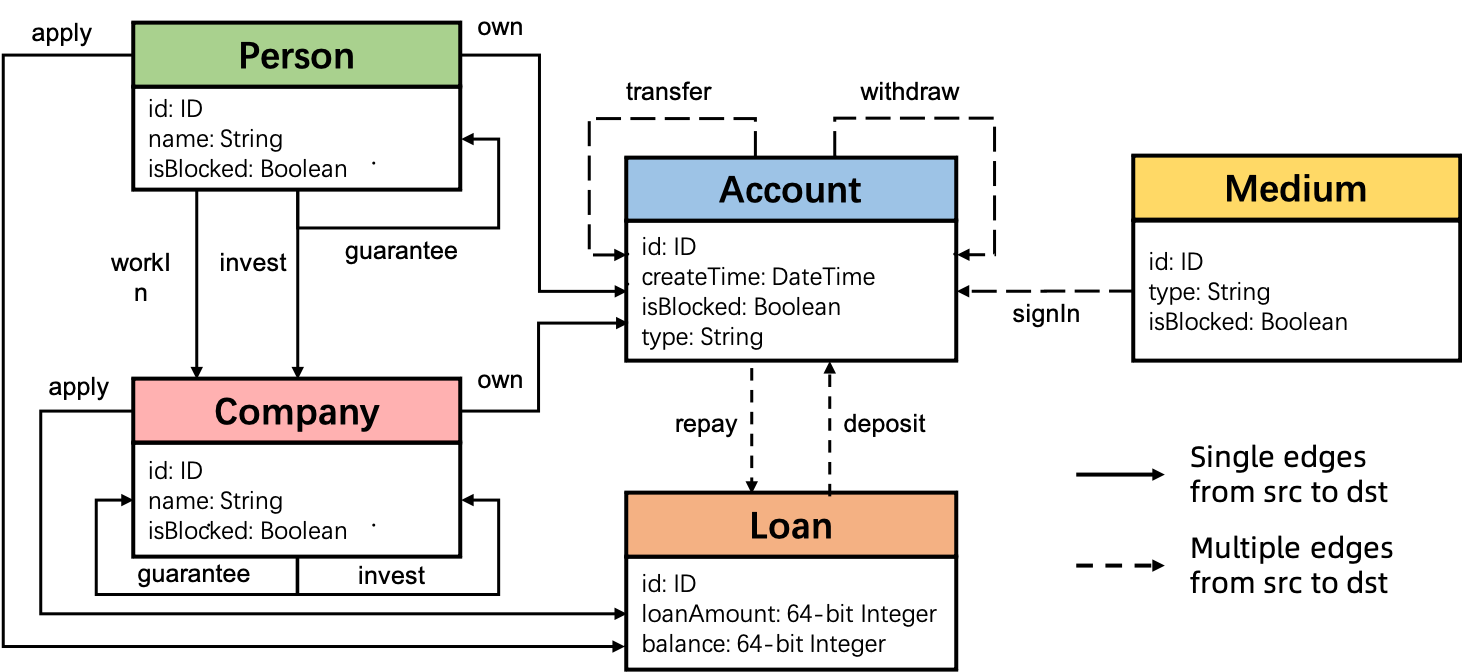 apply
Person
own
id: ID
name: String
isBlocked: Boolean
workI
n
invest
guarantee
transfer
withdraw
Account
id: ID
createTime: DateTime
isBlocked: Boolean
type: String
Medium
id: ID
type: String
isBlocked: Boolean
signIn
apply
Company
own
id: ID
name: String
isBlocked: Boolean
guarantee
invest
repay
deposit
Loan
id: ID
loanAmount: 64-bit Integer
balance: 64-bit Integer
Single edges
from src to dst
Multiple edges
from src to dst